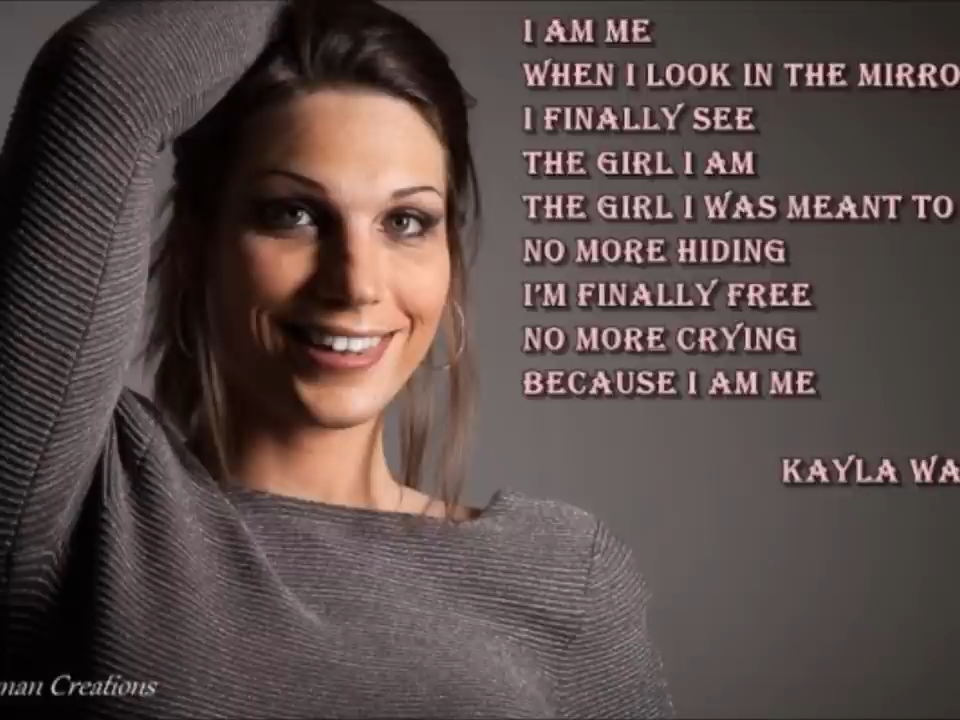 I AM ME
WHEN I LOOK IN THE MIRRO
I FINALLY SEE
THE GIRL I AM
THE GIRL I WAS MEANT TO
NO MORE HIDING
I'M FINALLY FREE
NO MORE CRYING
BECAUSE I AM ME
KAYLA WA
man Creations